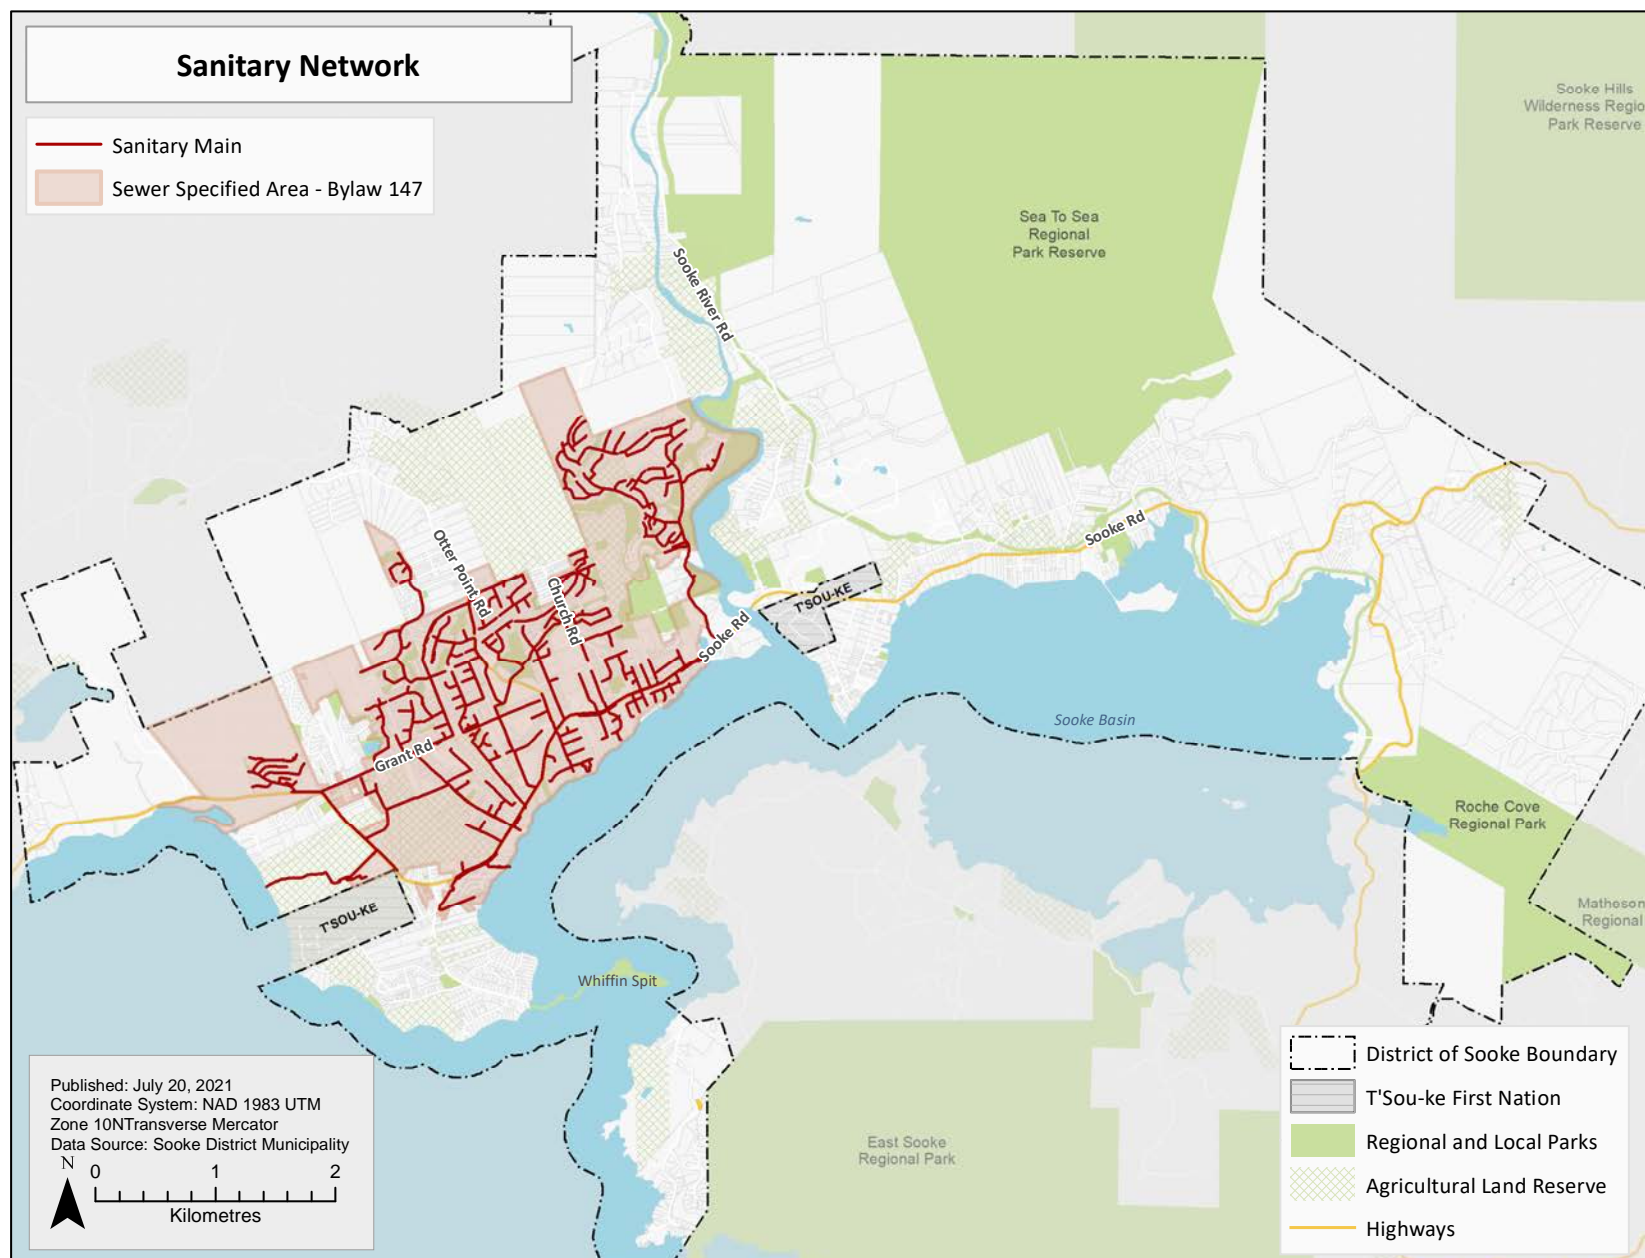 Sanitary Network
Sanitary Main
Sewer Specified Area - Bylaw 147
Sooke Hills
Wilderness Regio
Park Reserve
Sea To Sea
Regional
Park Reserve
Sooke River Rd
Otter Point Rd
Church Rd
Sooke Rd
Sooke Rd
T'SOU-KE
Grant Rd
Sooke Basin
Roche Cove
Regional Park
Matheson
Regional
T'SOU-KE
Whiffin Spit
East Sooke
Regional Park
Published: July 20, 2021
Coordinate System: NAD 1983 UTM
Zone 10NTransverse Mercator
Data Source: Sooke District Municipality
N
0 1 2
Kilometres
District of Sooke Boundary
T'Sou-ke First Nation
Regional and Local Parks
Agricultural Land Reserve
Highways